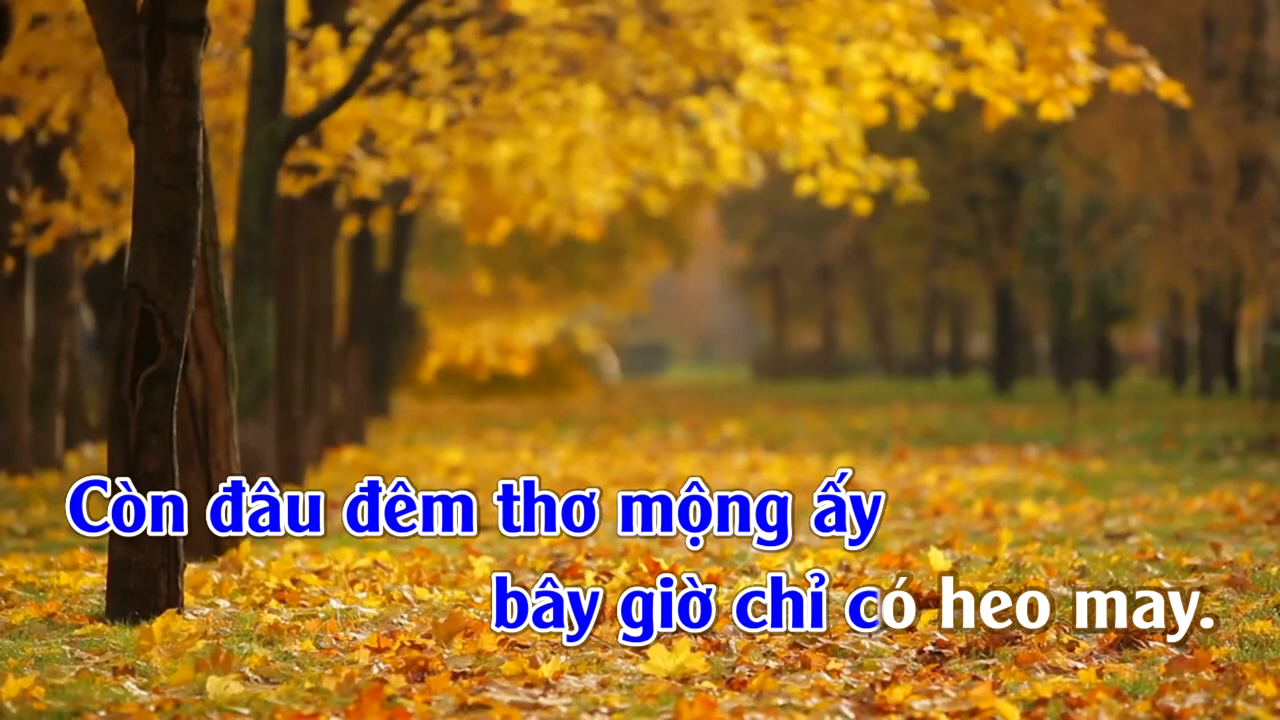 Còn đâu đêm thơ mộng ấy
bây giờ chỉ có heo may.